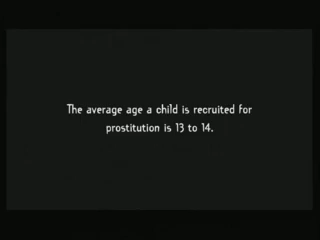 The average age a child is recruited for
prostitution is 13 to 14.